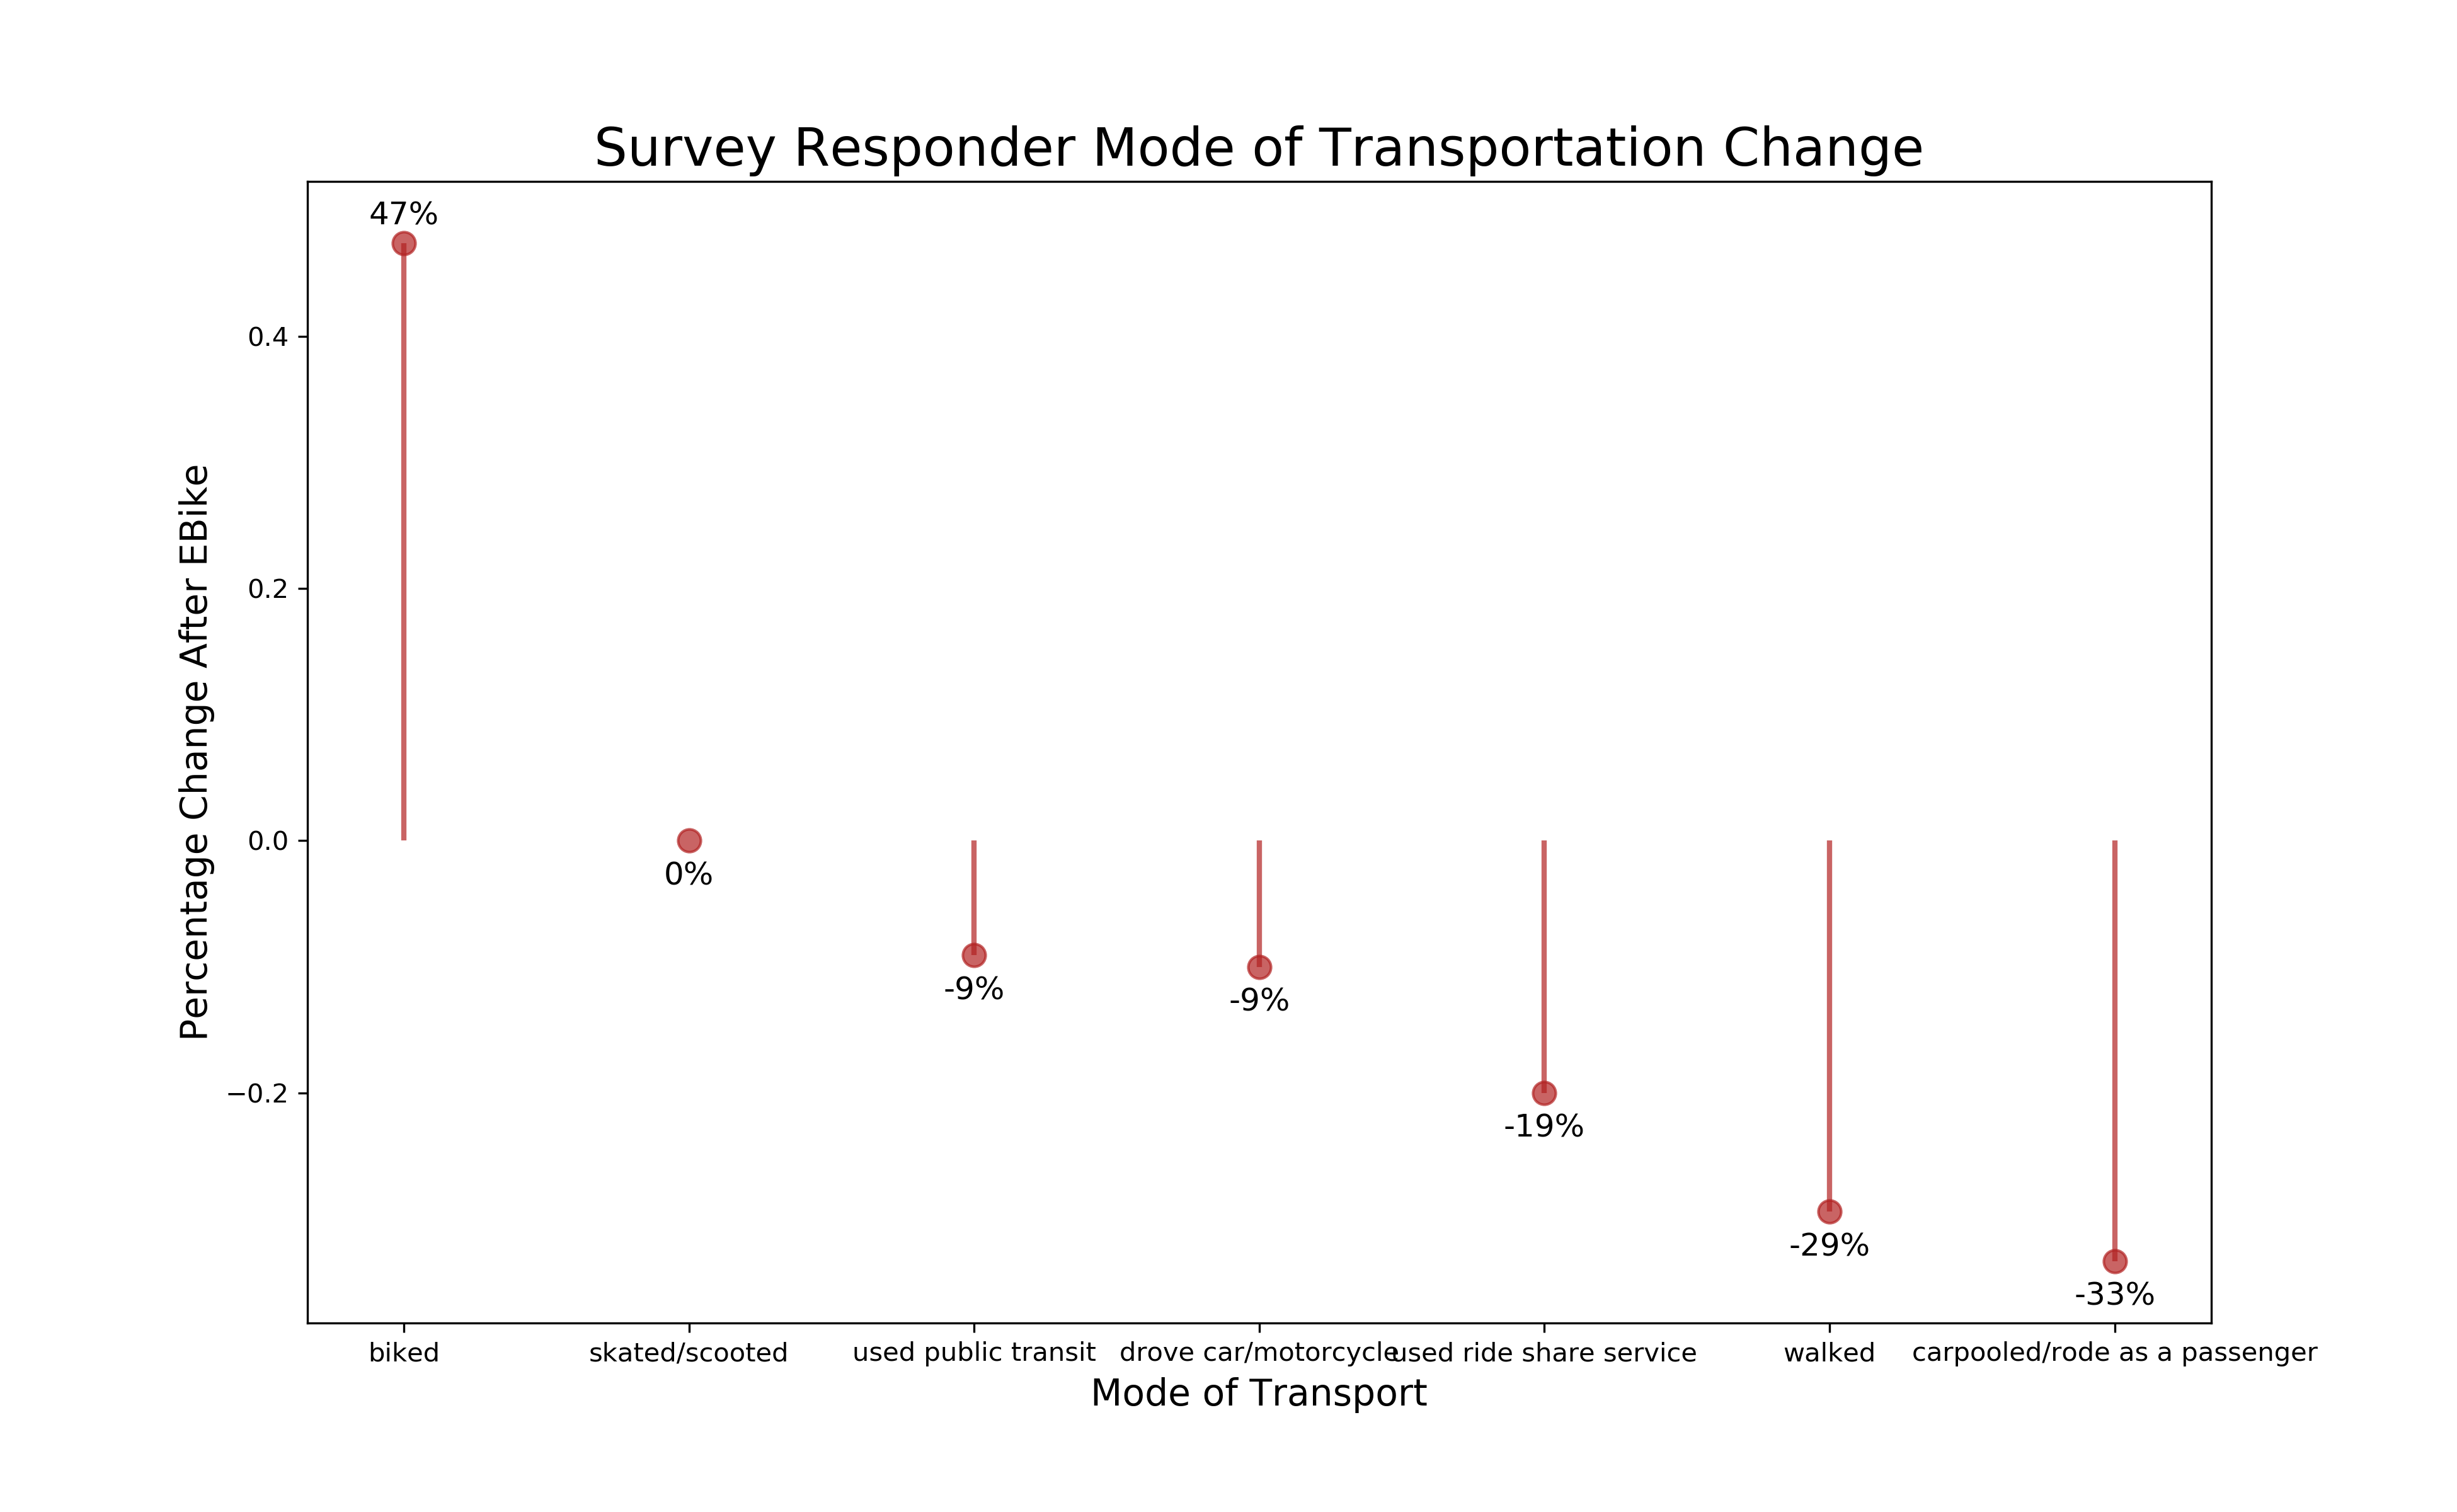 Survey Responder Mode of Transportation Change
47%
0.4
0.2
0.0
−0.2
Percentage Change After EBike
0%
-9%
-9%
-19%
-29%
-33%
biked
skated/scooted
used public transit
drove car/motorcycle
used ride share service
walked
carpooled/rode as a passenger
Mode of Transport